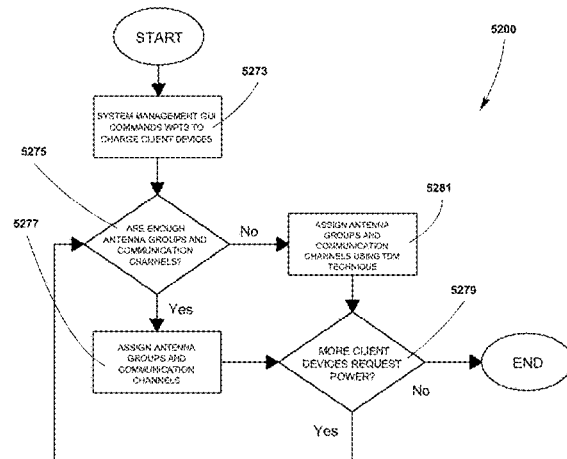 START
5200
5273
SYSTEM MANAGEMENT GUI
COMMANDS WPTS TO
CHARGE CLIENT DEVICES
5275
ARE ENOUGH
ANTENNA GROUPS AND
COMMUNICATION
CHANNELS?
No
5281
ASSIGN ANTENNA
GROUPS AND
COMMUNICATION
CHANNELS USING TDM
TECHNIQUE
5277
Yes
ASSIGN ANTENNA
GROUPS AND
COMMUNICATION
CHANNELS
5279
MORE CLIENT
DEVICES REQUEST
POWER?
No
END
Yes